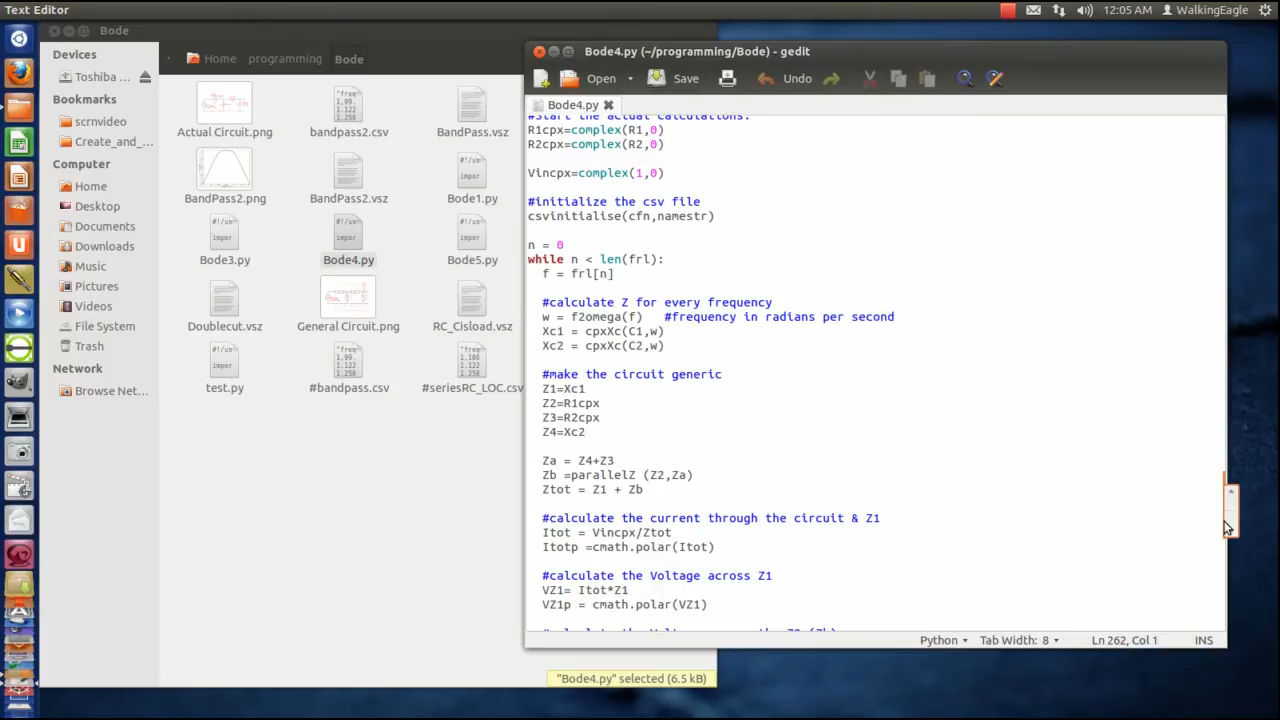 Text Editor
12:05 AM
WalkingEagle
Bode
Devices
Toshiba ...
Bookmarks
scrnvideo
Create_and_...
Computer
Home
Desktop
Documents
Downloads
Music
Pictures
Videos
File System
Trash
Network
Browse Net...
Home
programming
Bode
Actual Circuit.png
bandpass2.csv
BandPass.vsz
BandPass2.png
BandPass2.vsz
Bode1.py
Bode3.py
Bode4.py
Bode5.py
Doublecut.vsz
General Circuit.png
RC_Cisload.vsz
test.py
#bandpass.csv
#seriesRC_LOC.csv
"Bode4.py" selected (6.5 kB)
Bode4.py (~/programming/Bode) - gedit
Open
Save
Undo
Bode4.py
#Start the actual calculations.
R1cpx=complex(R1,0)
R2cpx=complex(R2,0)
Vincpx=complex(1,0)
#initialize the csv file
csvinitialise(cfn,namestr)
n = 0
while n < len(frl):
f = frl[n]
#calculate Z for every frequency
w = f2omega(f) #frequency in radians per second
Xc1 = cpxXc(C1,w)
Xc2 = cpxXc(C2,w)
#make the circuit generic
Z1=Xc1
Z2=R1cpx
Z3=R2cpx
Z4=Xc2
Za = Z4+Z3
Zb =parallelZ (Z2,Za)
Ztot = Z1 + Zb
#calculate the current through the circuit & Z1
Itot = Vincpx/Ztot
Itotp =cmath.polar(Itot)
#calculate the Voltage across Z1
VZ1= Itot*Z1
VZ1p = cmath.polar(VZ1)
Python
Tab Width: 8
Ln 262, Col 1
INS